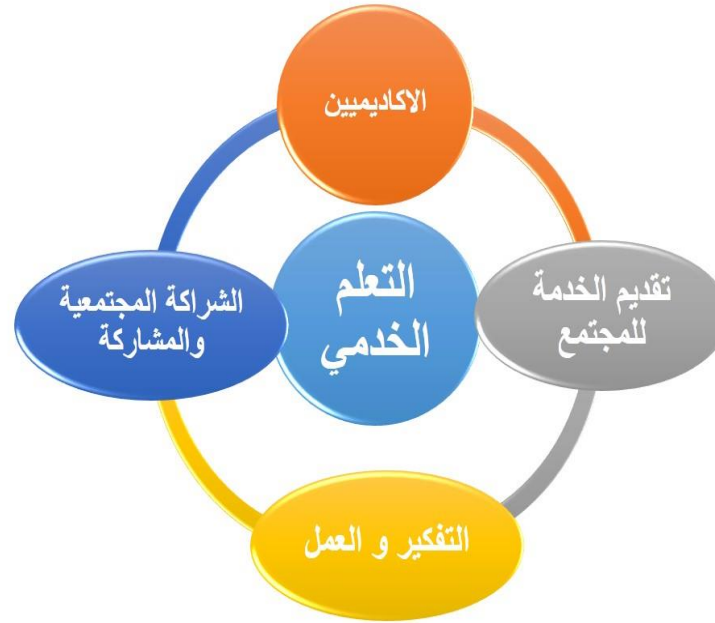 الاكاديميين
التعلم
الخدمي
تقديم الخدمة
للمجتمع
الشراكة المجتمعية
والمشاركة
التفكير و العمل